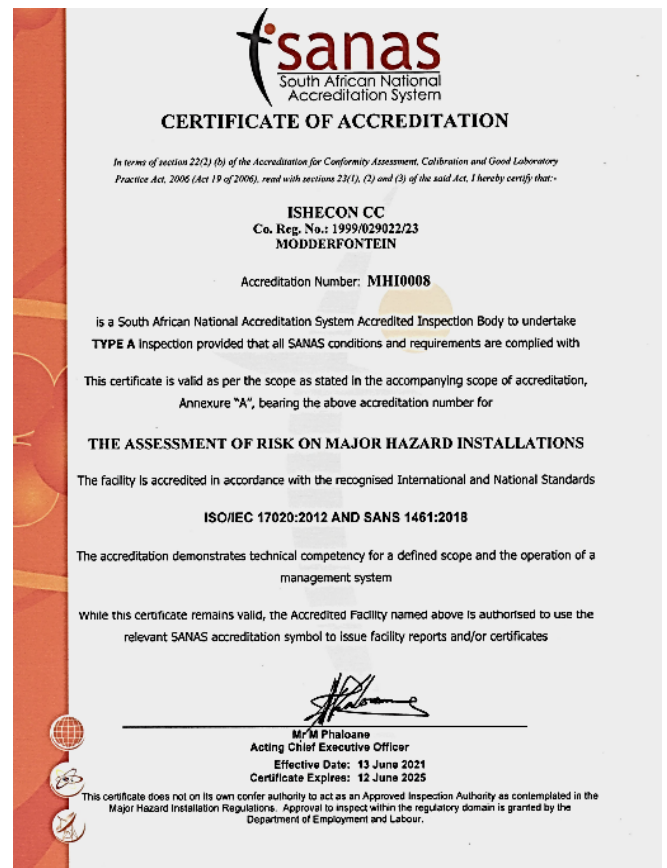 sanas
South African National
Accreditation System
CERTIFICATE OF ACCREDITATION
In terms of section 22(2) (b) of the Accreditation for Conformity Assessment, Calibration and Good Laboratory
Practice Act, 2006 (Act 19 of 2006), read with sections 23(1), (2) and (3) of the said Act, I hereby certify that:-
ISHECON CC
Co. Reg. No.: 1999/029022/23
MODDERFONTEIN
Accreditation Number: MHI0008
is a South African National Accreditation System Accredited Inspection Body to undertake
TYPE A inspection provided that all SANAS conditions and requirements are complied with
This certificate is valid as per the scope as stated in the accompanying scope of accreditation,
Annexure "A", bearing the above accreditation number for
THE ASSESSMENT OF RISK ON MAJOR HAZARD INSTALLATIONS
The facility is accredited in accordance with the recognised International and National Standards
ISO/IEC 17020:2012 AND SANS 1461:2018
The accreditation demonstrates technical competency for a defined scope and the operation of a
management system
While this certificate remains valid, the Accredited Facility named above is authorised to use the
relevant SANAS accreditation symbol to issue facility reports and/or certificates
Mr M Phaloane
Acting Chief Executive Officer
Effective Date: 13 June 2021
Certificate Expires: 12 June 2025
This certificate does not on its own confer authority to act as an Approved Inspection Authority as contemplated in the
Major Hazard Installation Regulations. Approval to inspect within the regulatory domain is granted by the
Department of Employment and Labour.